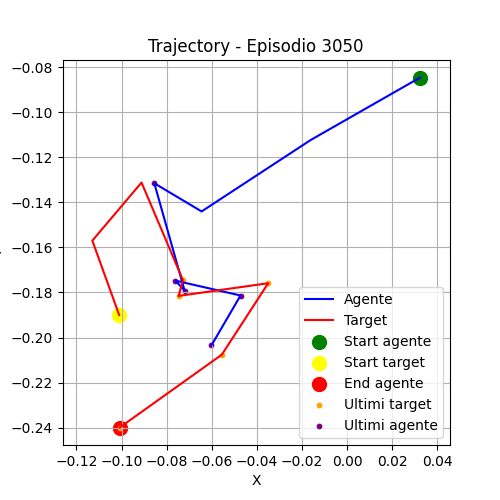 Trajectory - Episodio 3050
−0.08
−0.10
−0.12
−0.14
−0.16
−0.18
−0.20
−0.22
−0.24
Agente
Target
Start agente
Start target
End agente
Ultimi target
Ultimi agente
−0.12 −0.10 −0.08 −0.06 −0.04 −0.02 0.00 0.02 0.04
X